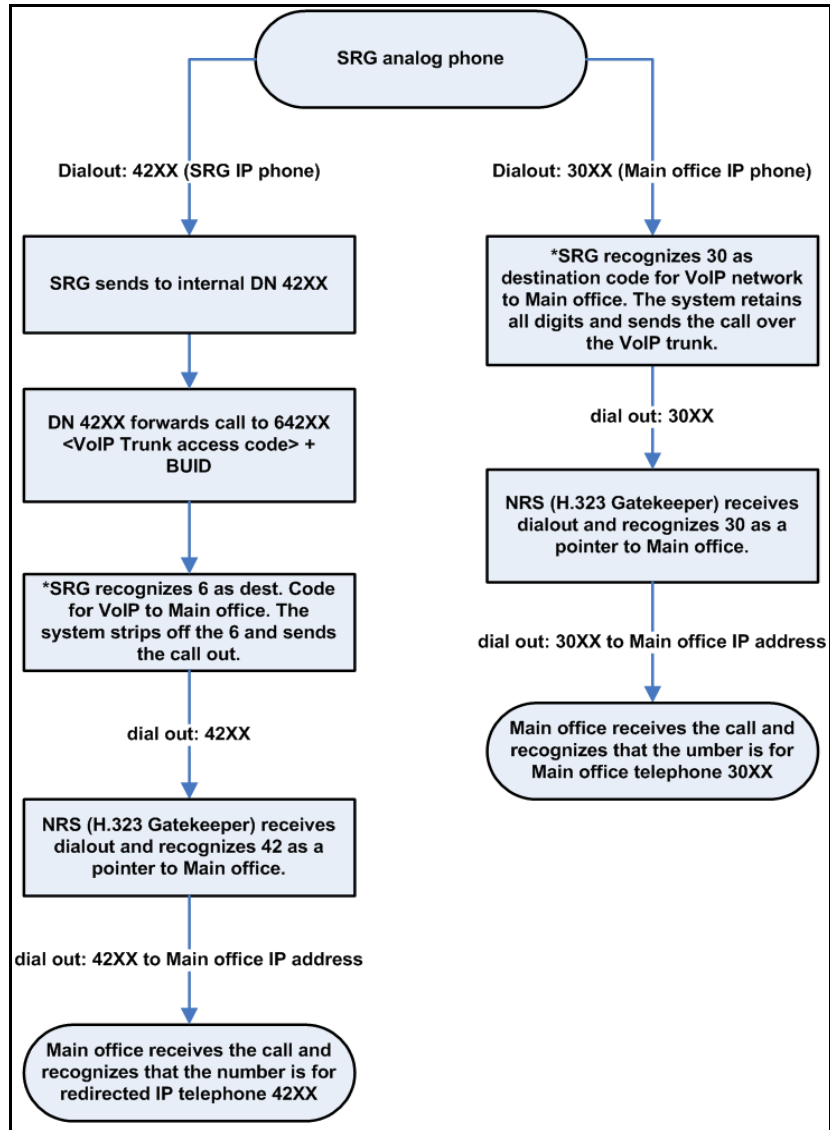 SRG analog phone
Dialout: 42XX (SRG IP phone)
SRG sends to internal DN 42XX
DN 42XX forwards call to 642XX
<VoIP Trunk access code> +
BUID
*SRG recognizes 6 as dest. Code
for VoIP to Main office. The
system strips off the 6 and sends
the call out.
dial out: 42XX
NRS (H.323 Gatekeeper) receives
dialout and recognizes 42 as a
pointer to Main office.
dial out: 42XX to Main office IP address
Main office receives the call and
recognizes that the number is for
redirected IP telephone 42XX
Dialout: 30XX (Main office IP phone)
*SRG recognizes 30 as
destination code for VoIP network
to Main office. The system retains
all digits and sends the call over
the VoIP trunk.
dial out: 30XX
NRS (H.323 Gatekeeper) receives
dialout and recognizes 30 as a
pointer to Main office.
dial out: 30XX to Main office IP address
Main office receives the call and
recognizes that the umber is for
Main office telephone 30XX